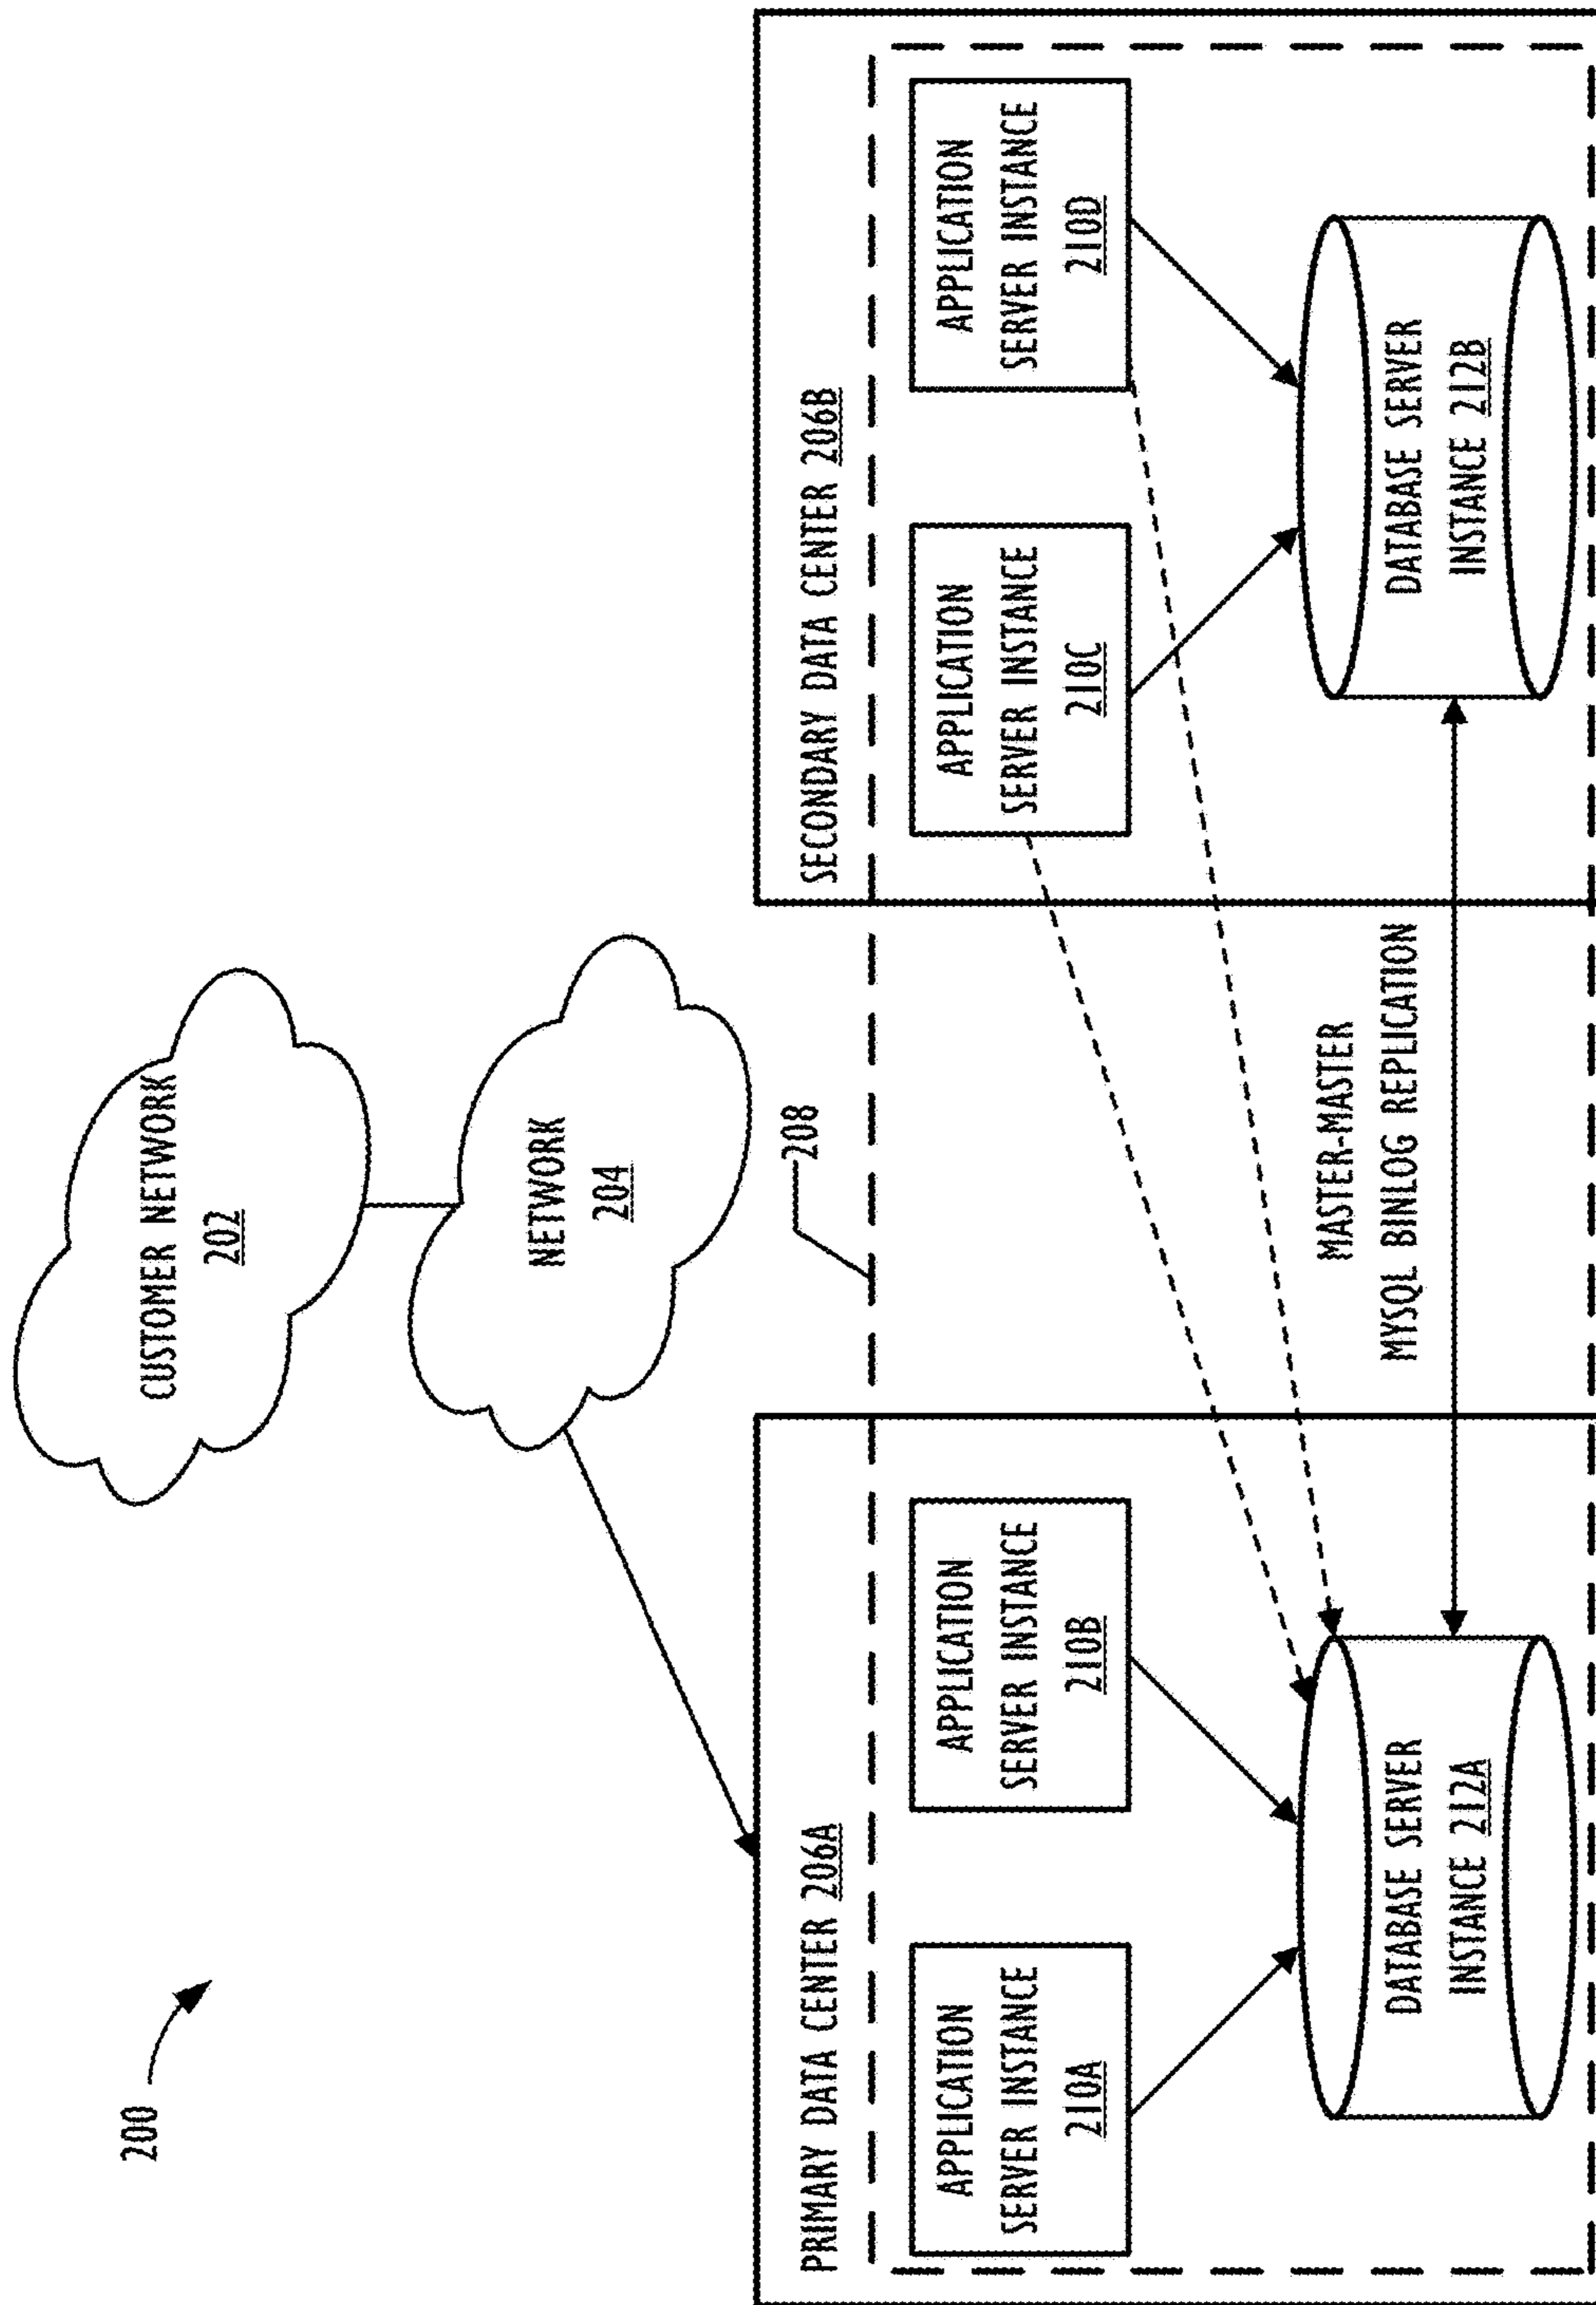 200
CUSTOMER NETWORK
202
NETWORK
204
208
PRIMARY DATA CENTER 206A
APPLICATION
SERVER INSTANCE
210A
APPLICATION
SERVER INSTANCE
210B
DATABASE SERVER
INSTANCE 212A
MASTER-MASTER
MYSQL BINLOG REPLICATION
SECONDARY DATA CENTER 206B
APPLICATION
SERVER INSTANCE
210C
APPLICATION
SERVER INSTANCE
210D
DATABASE SERVER
INSTANCE 212B